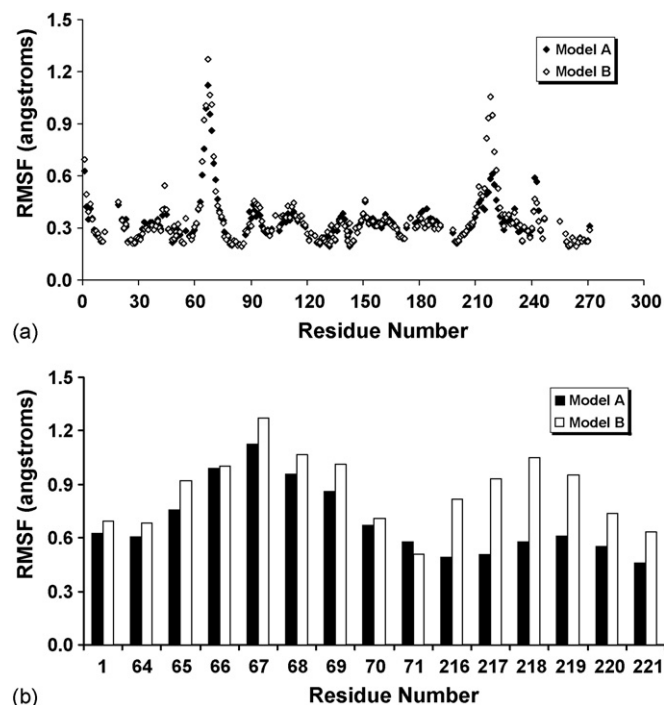 1.5
1.2
0.9
0.6
0.3
0.0
RMSF (angstroms)
Model A
Model B
0 30 60 90 120 150 180 210 240 270 300
Residue Number
(a)
1.5
1.2
0.9
0.6
0.3
0.0
RMSF (angstroms)
Model A
Model B
1 64 65 66 67 68 69 70 71 216 217 218 219 220 221
Residue Number
(b)